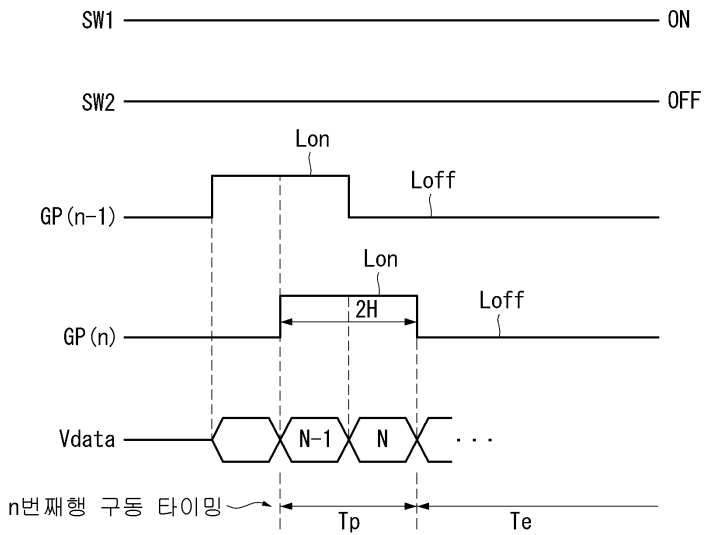 SW1 ON
SW2 OFF
Lon
Loff
GP(n-1)
Lon
Loff
2H
GP(n)
Vdata N-1 N ···
n번째행 구동 타이밍 Tp Te